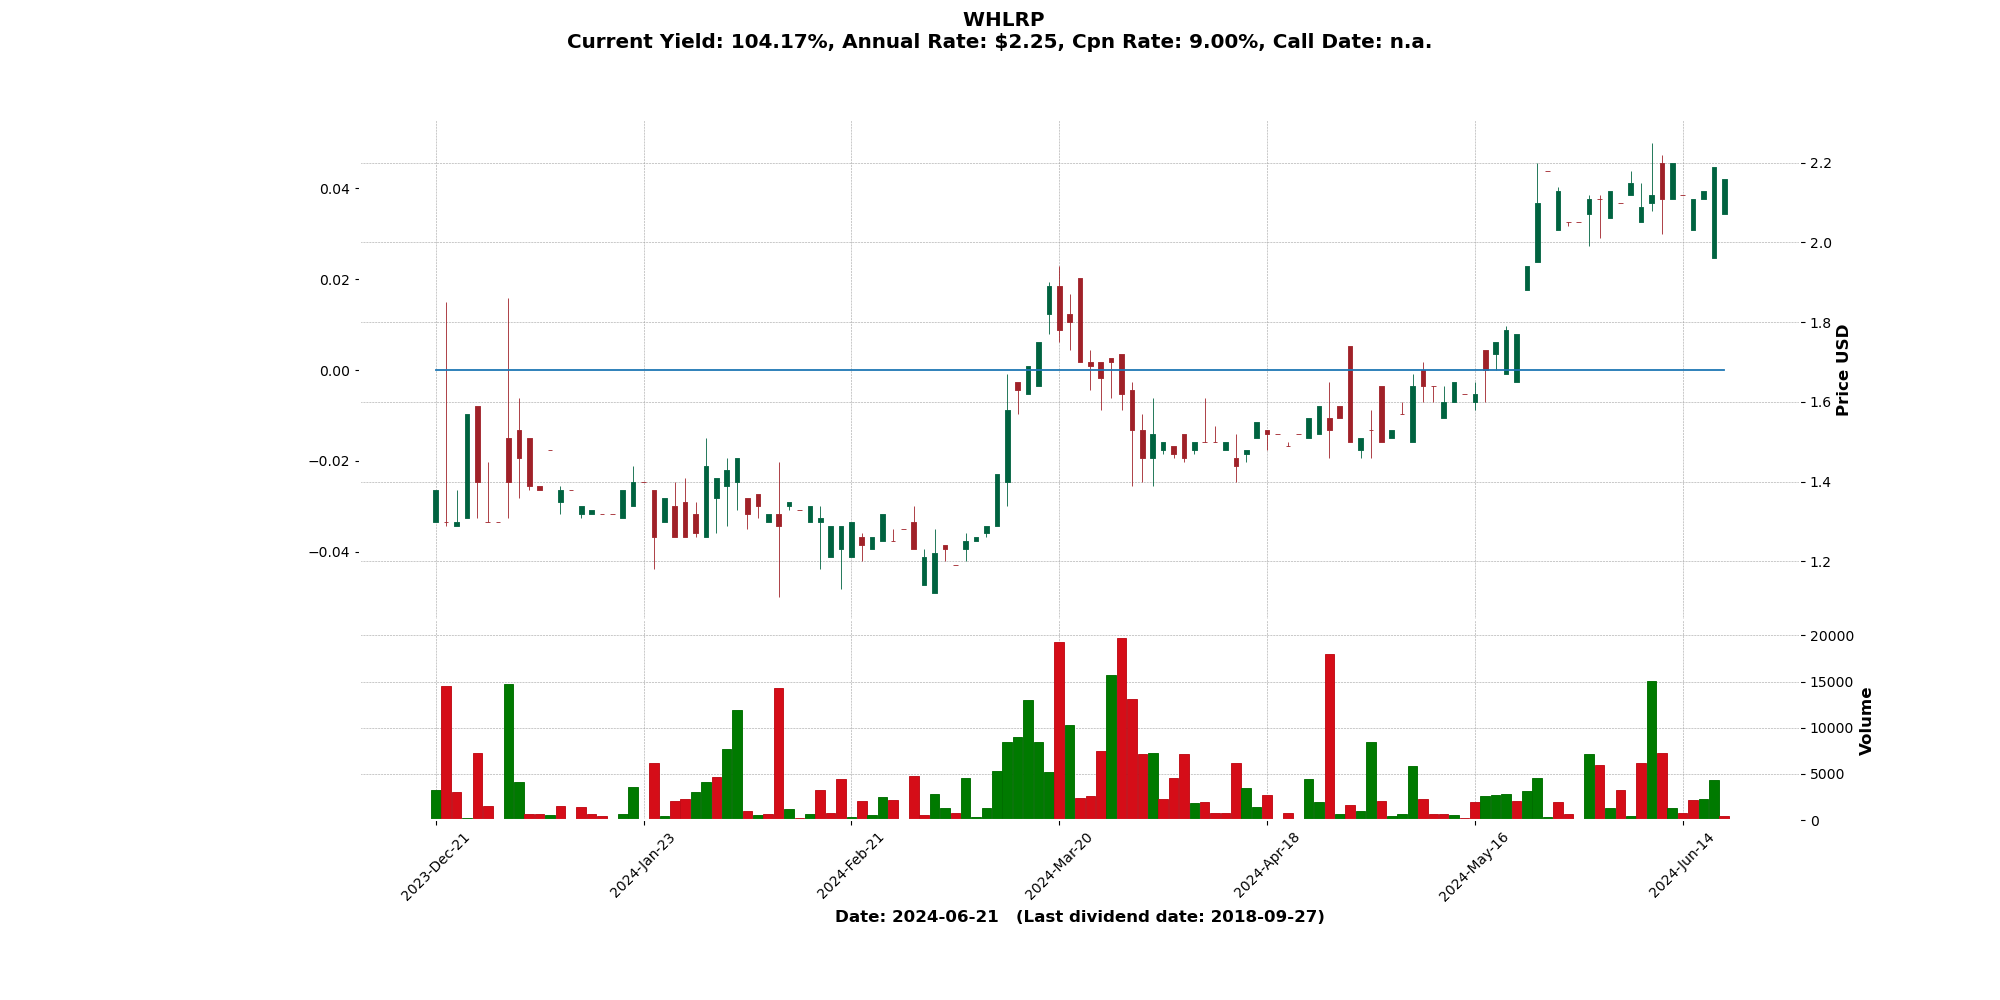 WHLRP
Current Yield: 104.17%, Annual Rate: $2.25, Cpn Rate: 9.00%, Call Date: n.a.
0.04
0.02
0.00
−0.02
−0.04
2.2
2.0
1.8
1.6
1.4
1.2
Price USD
20000
15000
10000
5000
0
Volume
2023-Dec-21
2024-Jan-23
2024-Feb-21
2024-Mar-20
2024-Apr-18
2024-May-16
2024-Jun-14
Date: 2024-06-21   (Last dividend date: 2018-09-27)